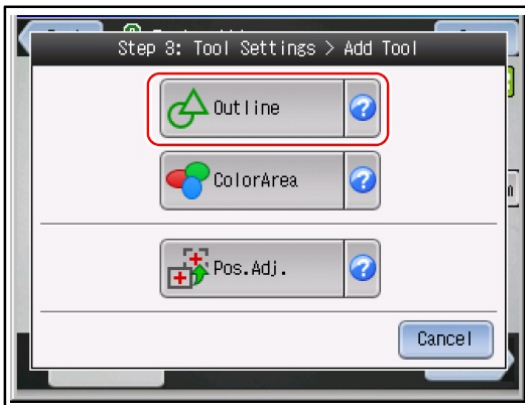 Step 3: Tool Settings > Add Tool
Outline
ColorArea
Pos.Adj.
Cancel